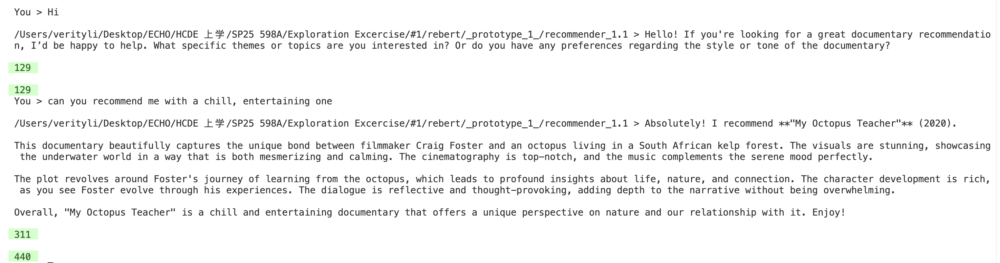 You > Hi
/Users/verityli/Desktop/ECHO/HCDE 上学/SP25 598A/Exploration Excercise/#1/rebert/_prototype_1_/recommender_1.1 > Hello! If you're looking for a great documentary recommendatio
n, I’d be happy to help. What specific themes or topics are you interested in? Or do you have any preferences regarding the style or tone of the documentary?
129
129
You > can you recommend me with a chill, entertaining one
/Users/verityli/Desktop/ECHO/HCDE 上学/SP25 598A/Exploration Excercise/#1/rebert/_prototype_1_/recommender_1.1 > Absolutely! I recommend **"My Octopus Teacher"** (2020).
This documentary beautifully captures the unique bond between filmmaker Craig Foster and an octopus living in a South African kelp forest. The visuals are stunning, showcasing
the underwater world in a way that is both mesmerizing and calming. The cinematography is top-notch, and the music complements the serene mood perfectly.
The plot revolves around Foster's journey of learning from the octopus, which leads to profound insights about life, nature, and connection. The character development is rich,
as you see Foster evolve through his experiences. The dialogue is reflective and thought-provoking, adding depth to the narrative without being overwhelming.
Overall, "My Octopus Teacher" is a chill and entertaining documentary that offers a unique perspective on nature and our relationship with it. Enjoy!
311
440